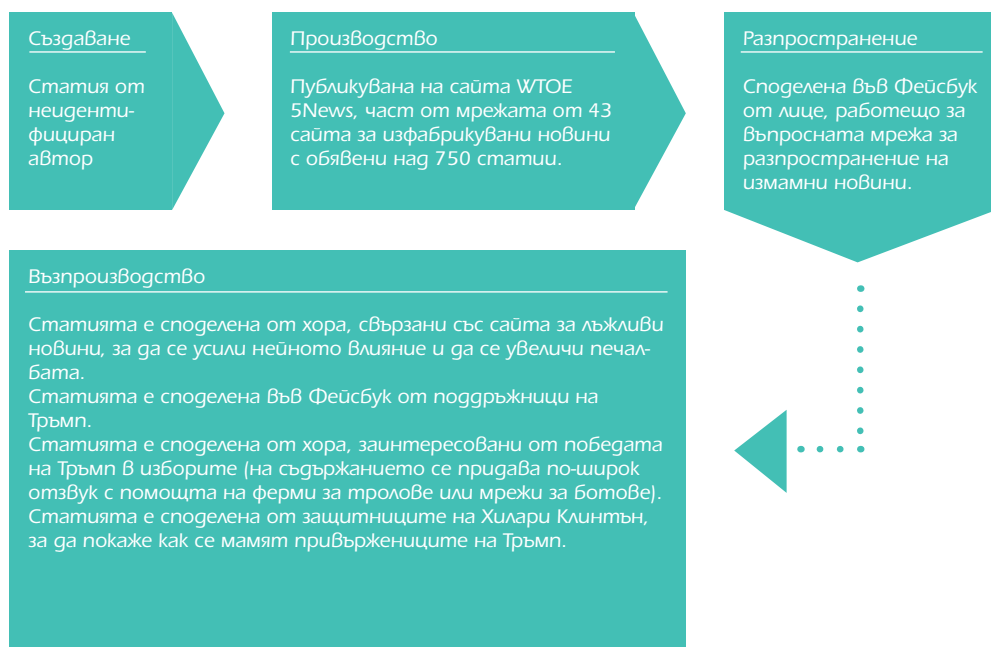 Създаване
Статия от
неиденти-
фициран
автор
Производство
Публикувана на сайта WTOE
5News, част от мрежата от 43
сайта за изфабрикувани новини
с обявени над 750 статии.
Разпространение
Споделена във Фейсбук
от лице, работещо за
въпросната мрежа за
разпространение на
измамни новини.
Възпроизводство
Статията е споделена от хора, свързани със сайта за лъжливи
новини, за да се усили нейното влияние и да се увеличи печал-
бата.
Статията е споделена във Фейсбук от поддръжници на
Тръмп.
Статията е споделена от хора, заинтересовани от победата
на Тръмп в изборите (на съдържанието се придава по-широк
отзвук с помощта на ферми за тролове или мрежи за ботове).
Статията е споделена от защитниците на Хилари Клинтън,
за да покаже как се мамят привържениците на Тръмп.